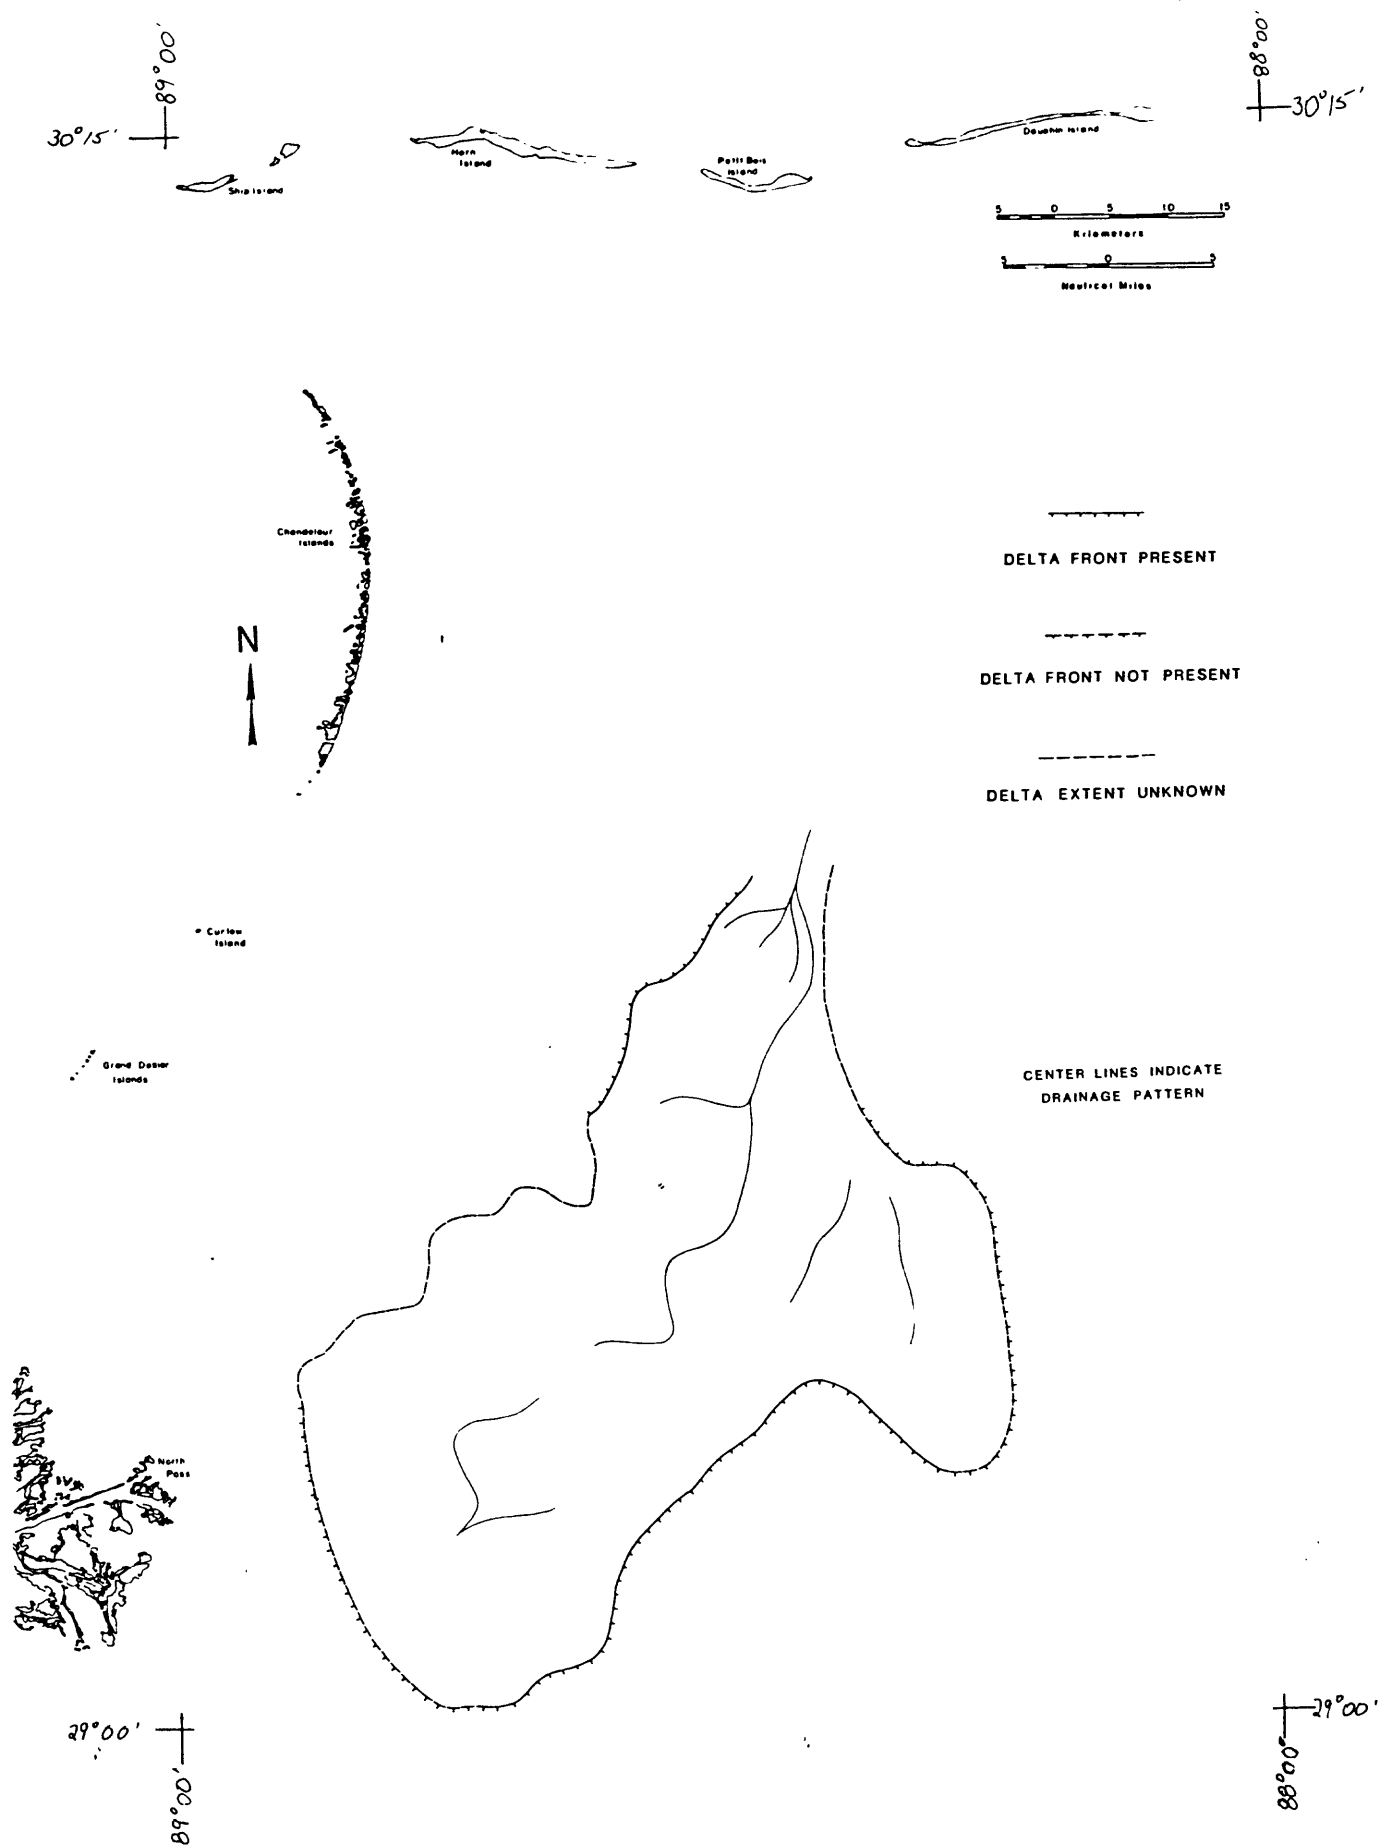 89°00'
88°00'
30°15'
30°15'
Dauphin Island
Horn
Island
Petit Bois
Island
Ship Island
5 0 5 10 15
Kilometers
5 0 5
Nautical Miles
Chandelour
Islands
DELTA FRONT PRESENT
N
DELTA FRONT NOT PRESENT
DELTA EXTENT UNKNOWN
Curlew
Island
Grand Gosier
Islands
CENTER LINES INDICATE
DRAINAGE PATTERN
North
Pass
29°00'
29°00'
89°00'
88°00'